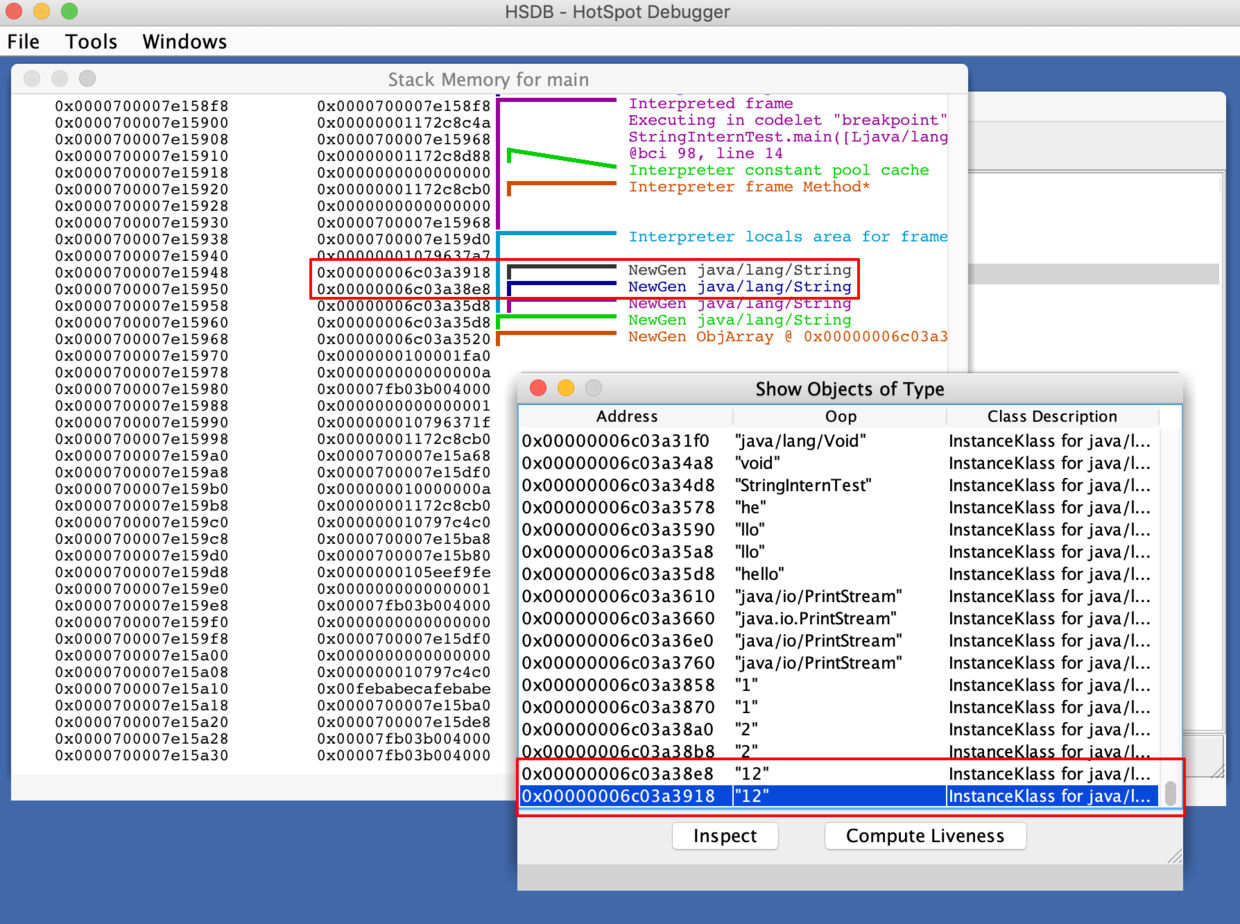 HSDB - HotSpot Debugger
File Tools Windows
Stack Memory for main
0x0000700007e158f8 0x0000700007e158f8 Interpreted frame
0x0000700007e15900 0x00000001172c8c4a Executing in codelet "breakpoint"
0x0000700007e15908 0x0000700007e15968 StringInternTest.main([Ljava/lang
0x0000700007e15910 0x00000001172c8d88 @bci 98, line 14
0x0000700007e15918 0x0000000000000000 Interpreter constant pool cache
0x0000700007e15920 0x00000001172c8cb0 Interpreter frame Method*
0x0000700007e15928 0x0000000000000000
0x0000700007e15930 0x0000700007e15968
0x0000700007e15938 0x0000700007e159d0 Interpreter locals area for frame
0x0000700007e15940 0x00000001079637a7
0x0000700007e15948 0x00000006c03a3918 NewGen java/lang/String
0x0000700007e15950 0x00000006c03a38e8 NewGen java/lang/String
0x0000700007e15958 0x00000006c03a35d8 NewGen java/lang/String
0x0000700007e15960 0x00000006c03a35d8 NewGen java/lang/String
0x0000700007e15968 0x00000006c03a3520 NewGen ObjArray @ 0x00000006c03a3
0x0000700007e15970 0x0000000100001fa0
0x0000700007e15978 0x000000000000000a
0x0000700007e15980 0x00007fb03b004000
0x0000700007e15988 0x0000000000000001
0x0000700007e15990 0x000000010796371f
0x0000700007e15998 0x00000001172c8cb0
0x0000700007e159a0 0x0000700007e15a68
0x0000700007e159a8 0x0000700007e15df0
0x0000700007e159b0 0x000000010000000a
0x0000700007e159b8 0x00000001172c8cb0
0x0000700007e159c0 0x000000010797c4c0
0x0000700007e159c8 0x0000700007e15ba8
0x0000700007e159d0 0x0000700007e15b80
0x0000700007e159d8 0x0000000105eef9fe
0x0000700007e159e0 0x0000000000000001
0x0000700007e159e8 0x00007fb03b004000
0x0000700007e159f0 0x0000000000000000
0x0000700007e159f8 0x0000700007e15df0
0x0000700007e15a00 0x0000000000000000
0x0000700007e15a08 0x000000010797c4c0
0x0000700007e15a10 0x00febabecafebabe
0x0000700007e15a18 0x0000700007e15ba0
0x0000700007e15a20 0x0000700007e15de8
0x0000700007e15a28 0x00007fb03b004000
0x0000700007e15a30 0x00007fb03b004000
Show Objects of Type
Address Oop Class Description
0x00000006c03a31f0 "java/lang/Void" InstanceKlass for java/l...
0x00000006c03a34a8 "void" InstanceKlass for java/l...
0x00000006c03a34d8 "StringInternTest" InstanceKlass for java/l...
0x00000006c03a3578 "he" InstanceKlass for java/l...
0x00000006c03a3590 "llo" InstanceKlass for java/l...
0x00000006c03a35a8 "llo" InstanceKlass for java/l...
0x00000006c03a35d8 "hello" InstanceKlass for java/l...
0x00000006c03a3610 "java/io/PrintStream" InstanceKlass for java/l...
0x00000006c03a3660 "java.io.PrintStream" InstanceKlass for java/l...
0x00000006c03a36e0 "java/io/PrintStream" InstanceKlass for java/l...
0x00000006c03a3760 "java/io/PrintStream" InstanceKlass for java/l...
0x00000006c03a3858 "1" InstanceKlass for java/l...
0x00000006c03a3870 "1" InstanceKlass for java/l...
0x00000006c03a38a0 "2" InstanceKlass for java/l...
0x00000006c03a38b8 "2" InstanceKlass for java/l...
0x00000006c03a38e8 "12" InstanceKlass for java/l...
0x00000006c03a3918 "12" InstanceKlass for java/l...
Inspect Compute Liveness